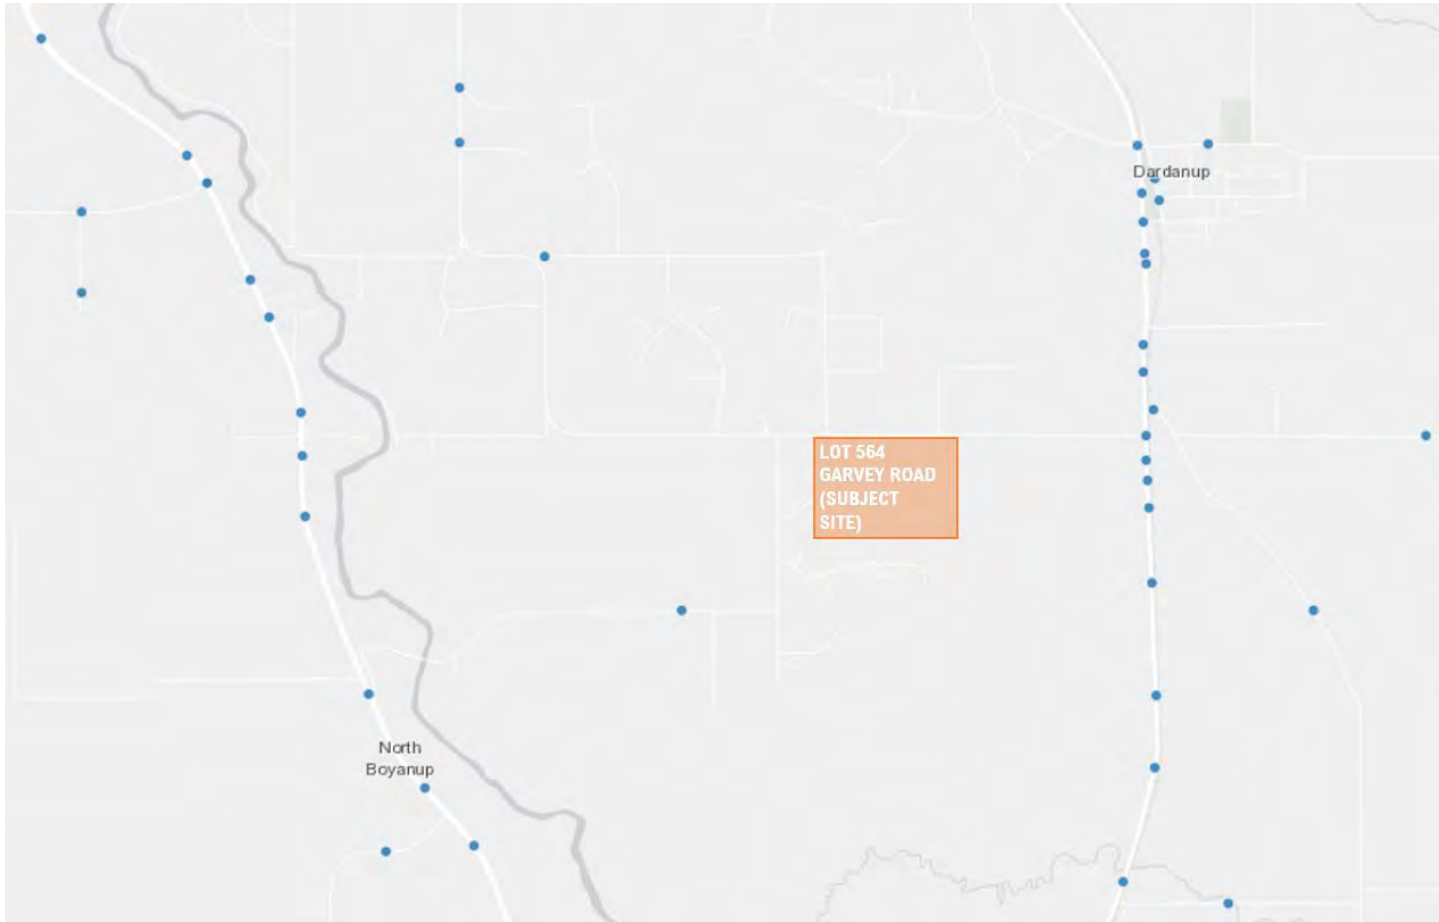 Dardanup
LOT 564
GARVEY ROAD
(SUBJECT
SITE)
North
Boyanup